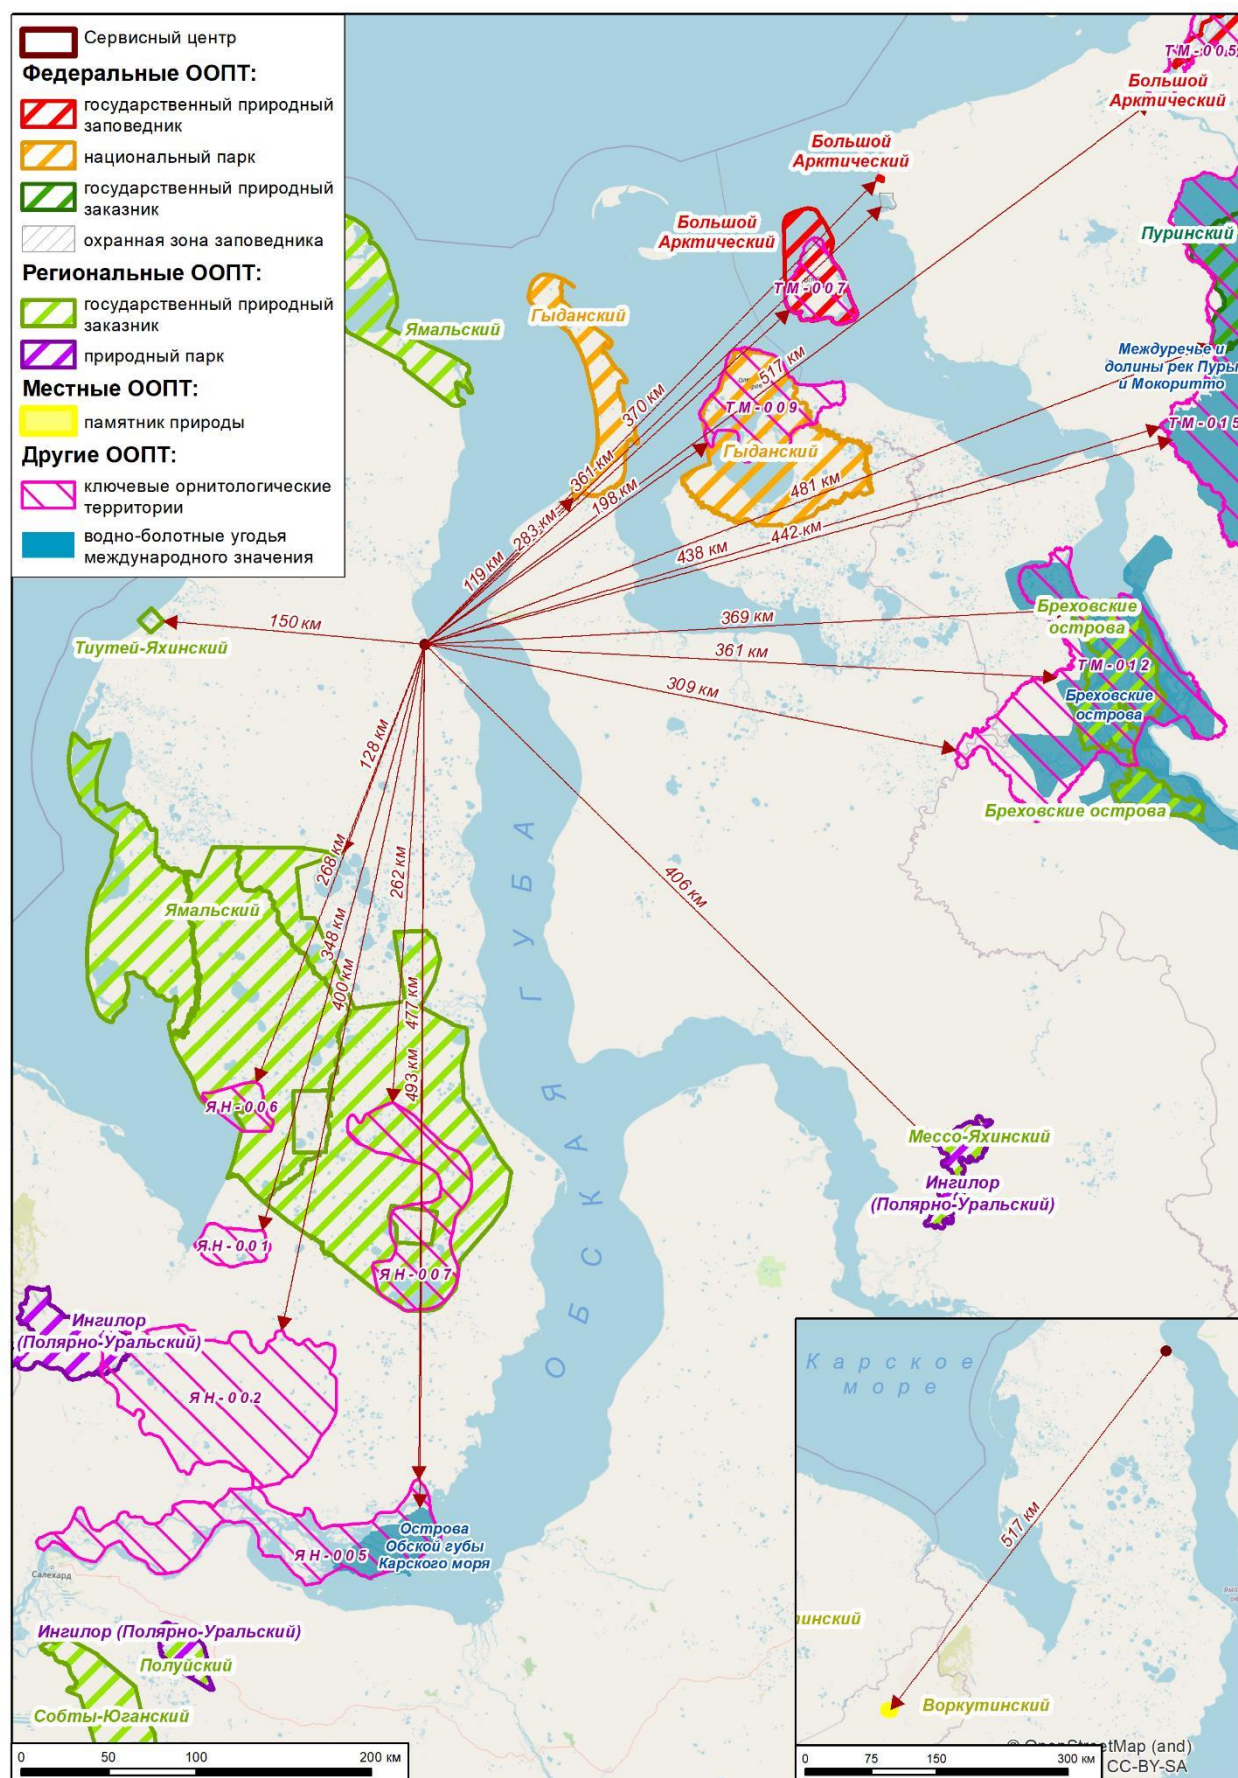 Сервисный центр
Федеральные ООПТ:
государственный природный
заповедник
национальный парк
государственный природный
заказник
охранная зона заповедника
Региональные ООПТ:
государственный природный
заказник
природный парк
Местные ООПТ:
памятник природы
Другие ООПТ:
ключевые орнитологические
территории
водно-болотные угодья
международного значения
ТМ-005
Большой
Арктический
Большой
Арктический
Большой
Арктический
ТМ-007
Пуринский
Гыданский
Ямальский
Междуречье и
долины рек Пуры
и Мокоритто
ТМ-015
ТМ-009
Гыданский
517 км
370 км
361 км
198 км
283 км
119 км
481 км
442 км
438 км
369 км
361 км
309 км
150 км
Тиутей-Яхинский
Бреховские
острова
ТМ-012
Бреховские
острова
Бреховские острова
128 км
268 км
262 км
348 км
400 км
477 км
493 км
406 км
Ямальский
ОБСКАЯ ГУБА
ЯН-006
ЯН-001
ЯН-007
Мессо-Яхинский
Ингилор
(Полярно-Уральский)
Ингилор
(Полярно-Уральский)
ЯН-002
ЯН-005
Острова
Обской губы
Карского моря
Салехард
Ингилор (Полярно-Уральский)
Полуйский
Собты-Юганский
0 50 100 200 км
Карское
море
517 км
тинский
Воркутинский
© OpenStreetMap (and)
CC-BY-SA
0 75 150 300 км